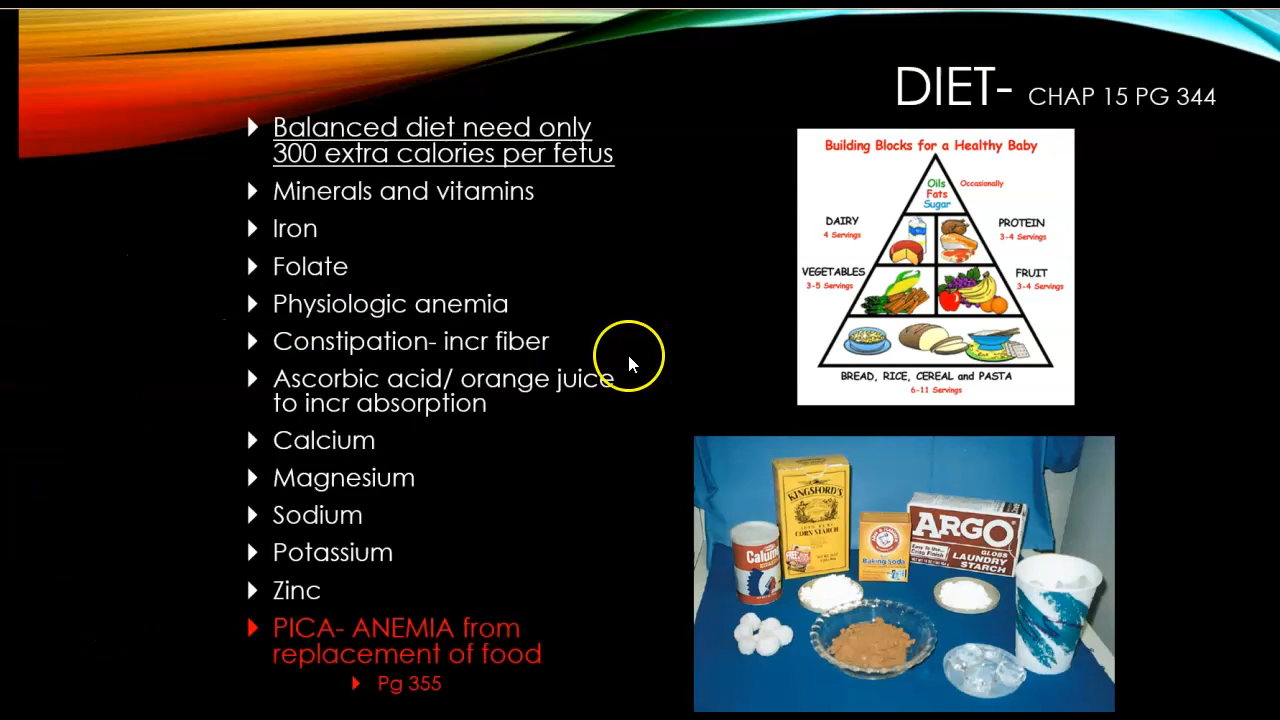 DIET- CHAP 15 PG 344
Balanced diet need only
300 extra calories per fetus
Minerals and vitamins
Iron
Folate
Physiologic anemia
Constipation- incr fiber
Ascorbic acid/ orange juice
to incr absorption
Calcium
Magnesium
Sodium
Potassium
Zinc
PICA- ANEMIA from
replacement of food
Pg 355
Building Blocks for a Healthy Baby
Oils
Fats
Sugar
Occasionally
DAIRY
4 Servings
PROTEIN
3-4 Servings
VEGETABLES
3-5 Servings
FRUIT
3-4 Servings
BREAD, RICE, CEREAL and PASTA
6-11 Servings
KINGSFORD'S
CORN STARCH
FREE
Calum
Baking Soda
ARGO
GLOSS
LAUNDRY
STARCH